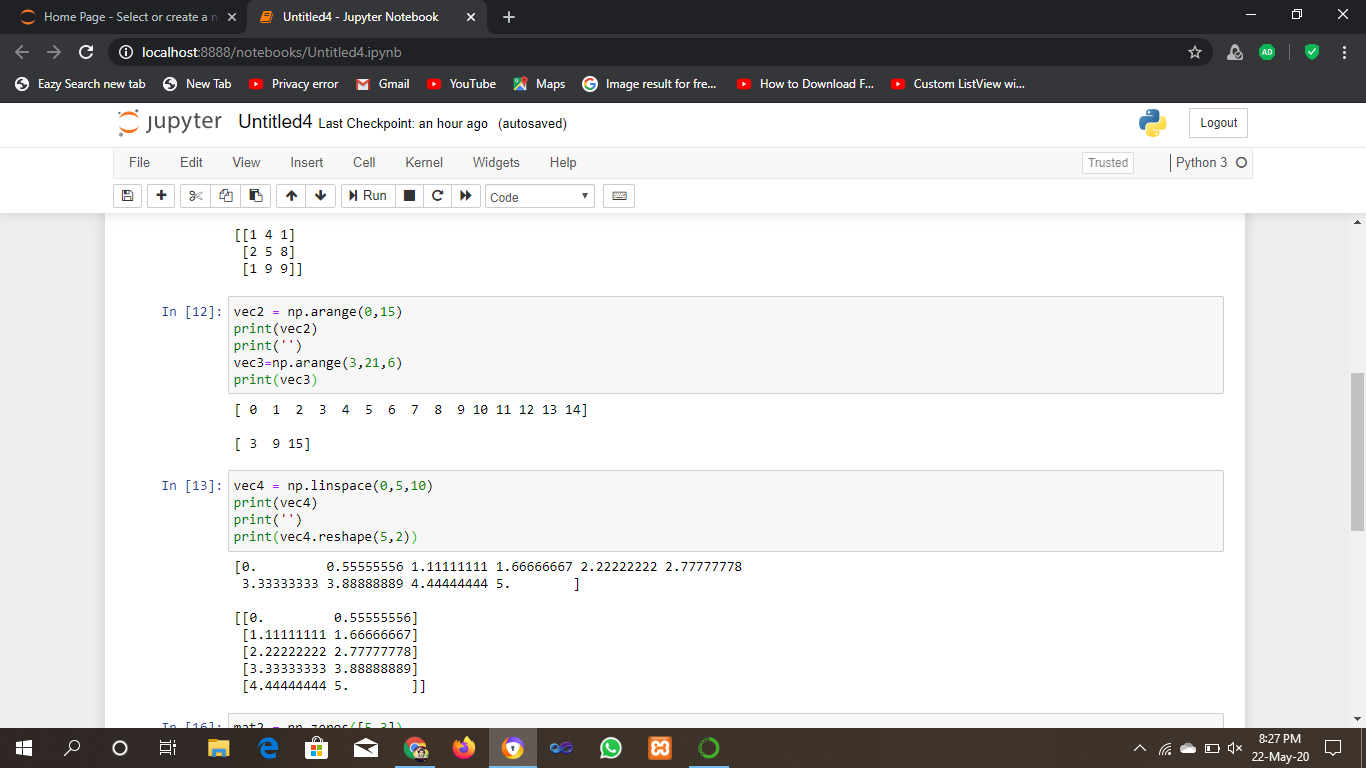 Home Page - Select or create a n
Untitled4 - Jupyter Notebook
localhost:8888/notebooks/Untitled4.ipynb
AD
Eazy Search new tab
New Tab
Privacy error
Gmail
YouTube
Maps
Image result for fre...
How to Download F...
Custom ListView wi...
jupyter Untitled4 Last Checkpoint: an hour ago (autosaved)
Logout
File Edit View Insert Cell Kernel Widgets Help
Trusted
Python 3
Run
Code
[[1 4 1]
 [2 5 8]
 [1 9 9]]
In [12]:
vec2 = np.arange(0,15)
print(vec2)
print('')
vec3=np.arange(3,21,6)
print(vec3)
[ 0  1  2  3  4  5  6  7  8  9 10 11 12 13 14]
[ 3  9 15]
In [13]:
vec4 = np.linspace(0,5,10)
print(vec4)
print('')
print(vec4.reshape(5,2))
[0.         0.55555556 1.11111111 1.66666667 2.22222222 2.77777778
 3.33333333 3.88888889 4.44444444 5.        ]
[[0.         0.55555556]
 [1.11111111 1.66666667]
 [2.22222222 2.77777778]
 [3.33333333 3.88888889]
 [4.44444444 5.        ]]
In [16]:
mat2 = np.zeros([5,3])
8:27 PM
22-May-20